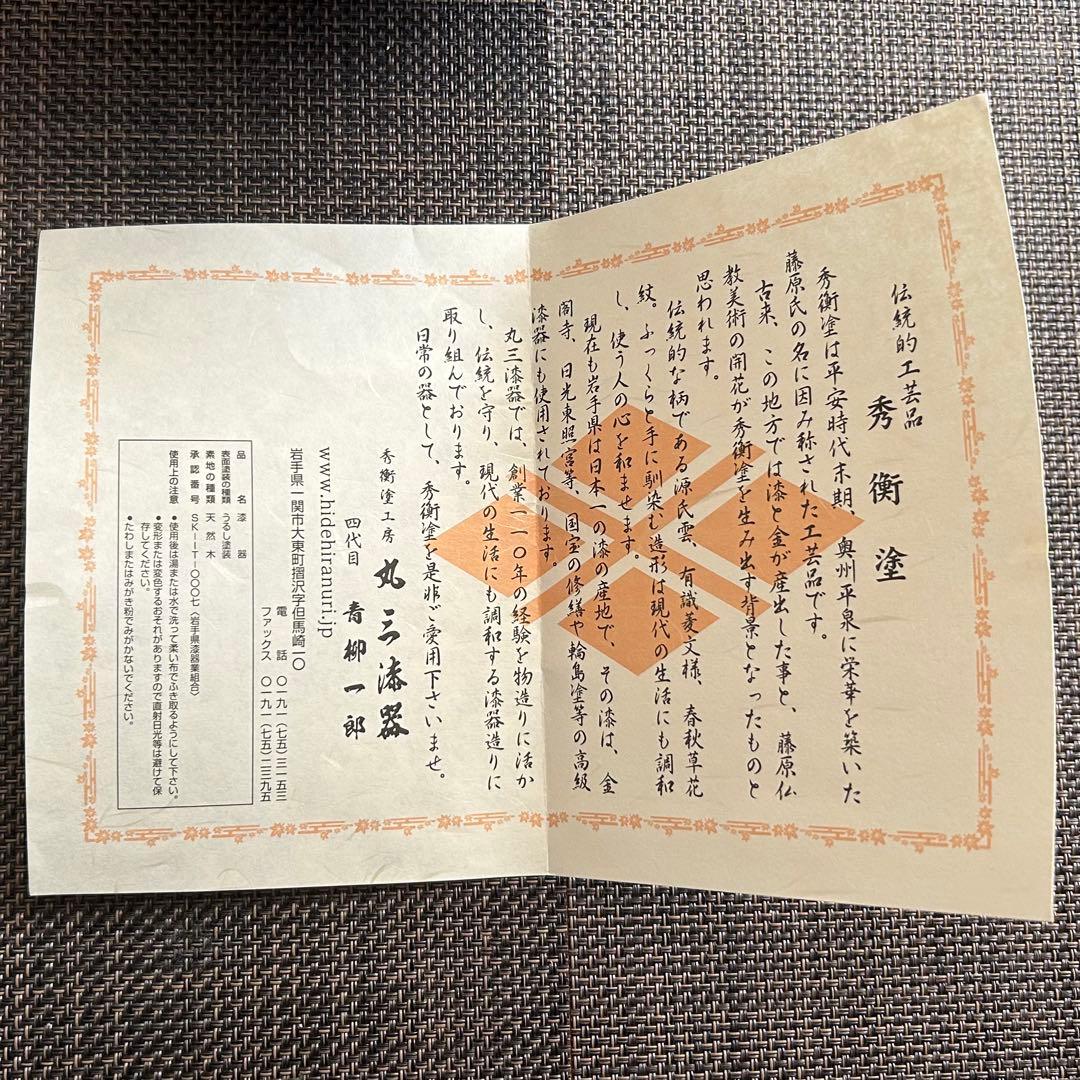 伝統的工芸品
秀衡塗
秀衡塗は平安時代末期、奥州平泉に栄華を築いた
藤原氏の名に因み称された工芸品です。
古来、この地方では漆と金が産出した事と、藤原仏
教美術の開花が秀衡塗を生み出す背景となったものと
思われます。
伝統的な柄である源氏雲、有識菱文様、春秋草花
紋。ふっくらと手に馴染む造形は現代の生活にも調和
し、使う人の心を和ませます。
現在も岩手県は日本一の漆の産地で、その漆は、金
閣寺、日光東照宮等、国宝の修繕や輪島塗等の高級
漆器にも使用されております。
丸三漆器では、創業一一〇年の経験を物造りに活か
し、伝統を守り、現代の生活にも調和する漆器造りに
取り組んでおります。
日常の器として、秀衡塗を是非ご愛用下さいませ。
秀衡塗工房 丸三漆器
四代目 青柳一郎
www.hidehiranuri.jp
岩手県一関市大東町摺沢字但馬崎一〇
電話 〇一九一(七五)三一五三
ファックス 〇一九一(七五)二三九五
品名 漆器
表面塗装の種類 うるし塗装
素地の種類 天然木
承認番号 SK-ITI-〇〇〇七〈岩手県漆器業組合〉
使用上の注意
●使用後は湯または水で洗って柔い布でふき取るようにして下さい。
●変形または変色するおそれがありますので直射日光等は避けて保
存してください。
●たわしまたはみがき粉でみがかないでください。